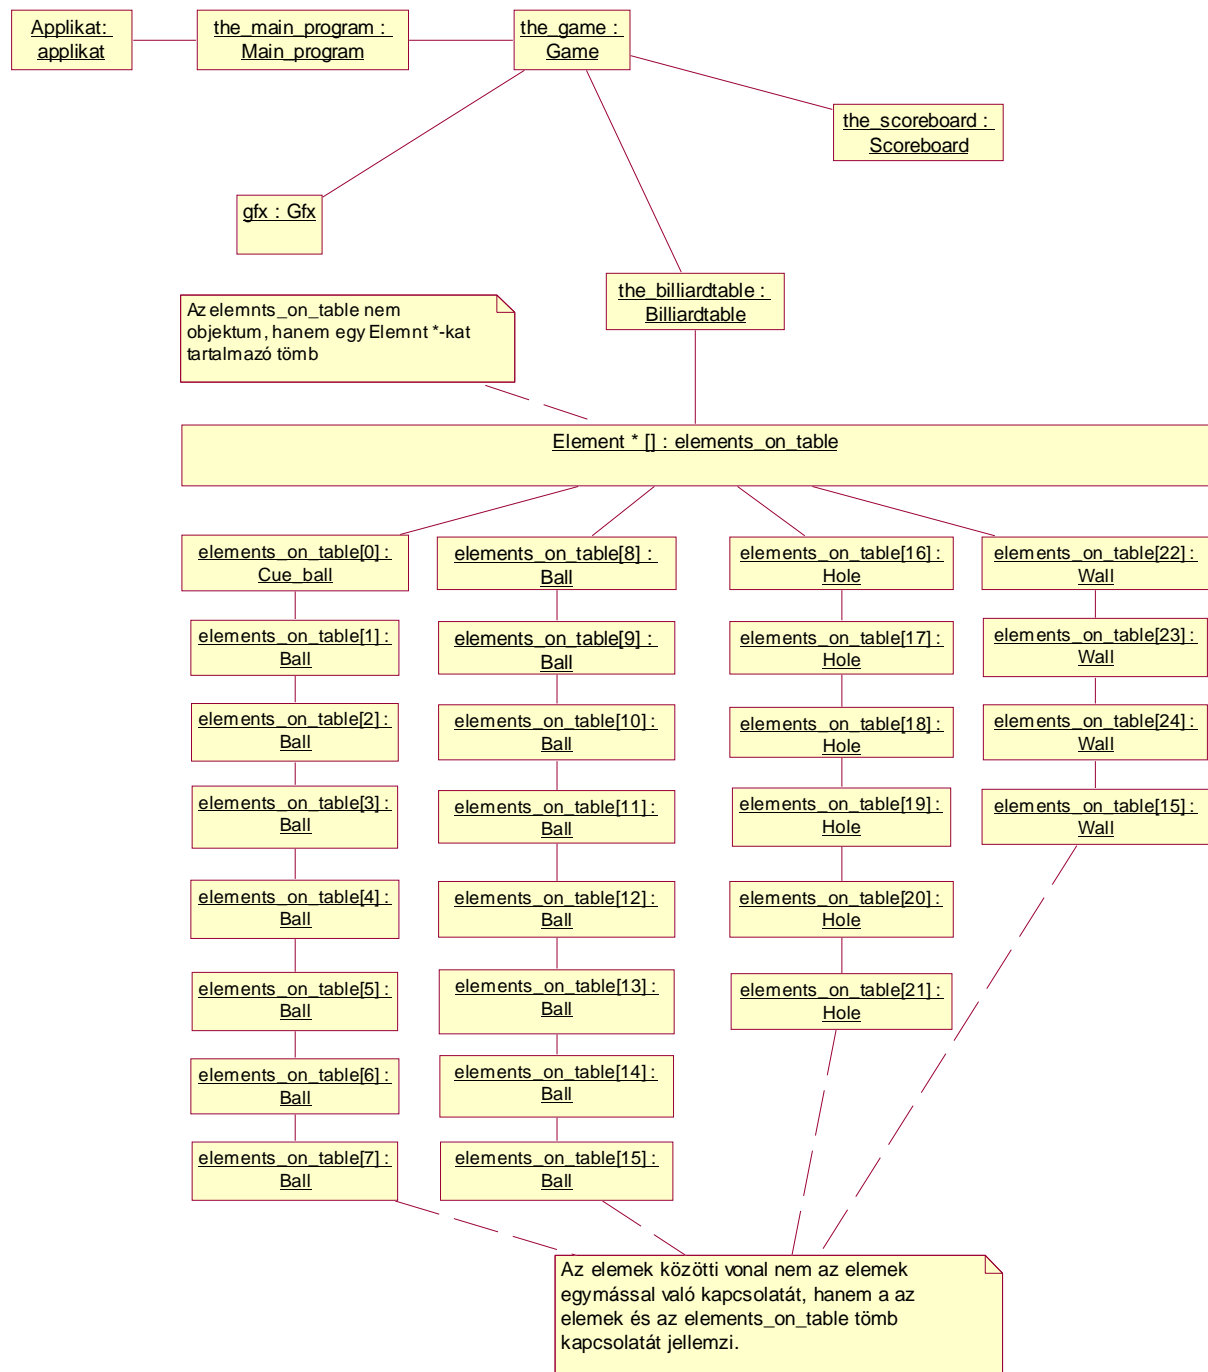 Applikat:
applikat
the_main_program :
Main_program
the_game :
Game
the_scoreboard :
Scoreboard
gfx : Gfx
the_billiardtable :
Billiardtable
Az elemnts_on_table nem
objektum, hanem egy Elemnt *-kat
tartalmazó tömb
Element * [] : elements_on_table
elements_on_table[0] :
Cue_ball
elements_on_table[1] :
Ball
elements_on_table[2] :
Ball
elements_on_table[3] :
Ball
elements_on_table[4] :
Ball
elements_on_table[5] :
Ball
elements_on_table[6] :
Ball
elements_on_table[7] :
Ball
elements_on_table[8] :
Ball
elements_on_table[9] :
Ball
elements_on_table[10] :
Ball
elements_on_table[11] :
Ball
elements_on_table[12] :
Ball
elements_on_table[13] :
Ball
elements_on_table[14] :
Ball
elements_on_table[15] :
Ball
elements_on_table[16] :
Hole
elements_on_table[17] :
Hole
elements_on_table[18] :
Hole
elements_on_table[19] :
Hole
elements_on_table[20] :
Hole
elements_on_table[21] :
Hole
elements_on_table[22] :
Wall
elements_on_table[23] :
Wall
elements_on_table[24] :
Wall
elements_on_table[15] :
Wall
Az elemek közötti vonal nem az elemek
egymással való kapcsolatát, hanem a az
elemek és az elements_on_table tömb
kapcsolatát jellemzi.